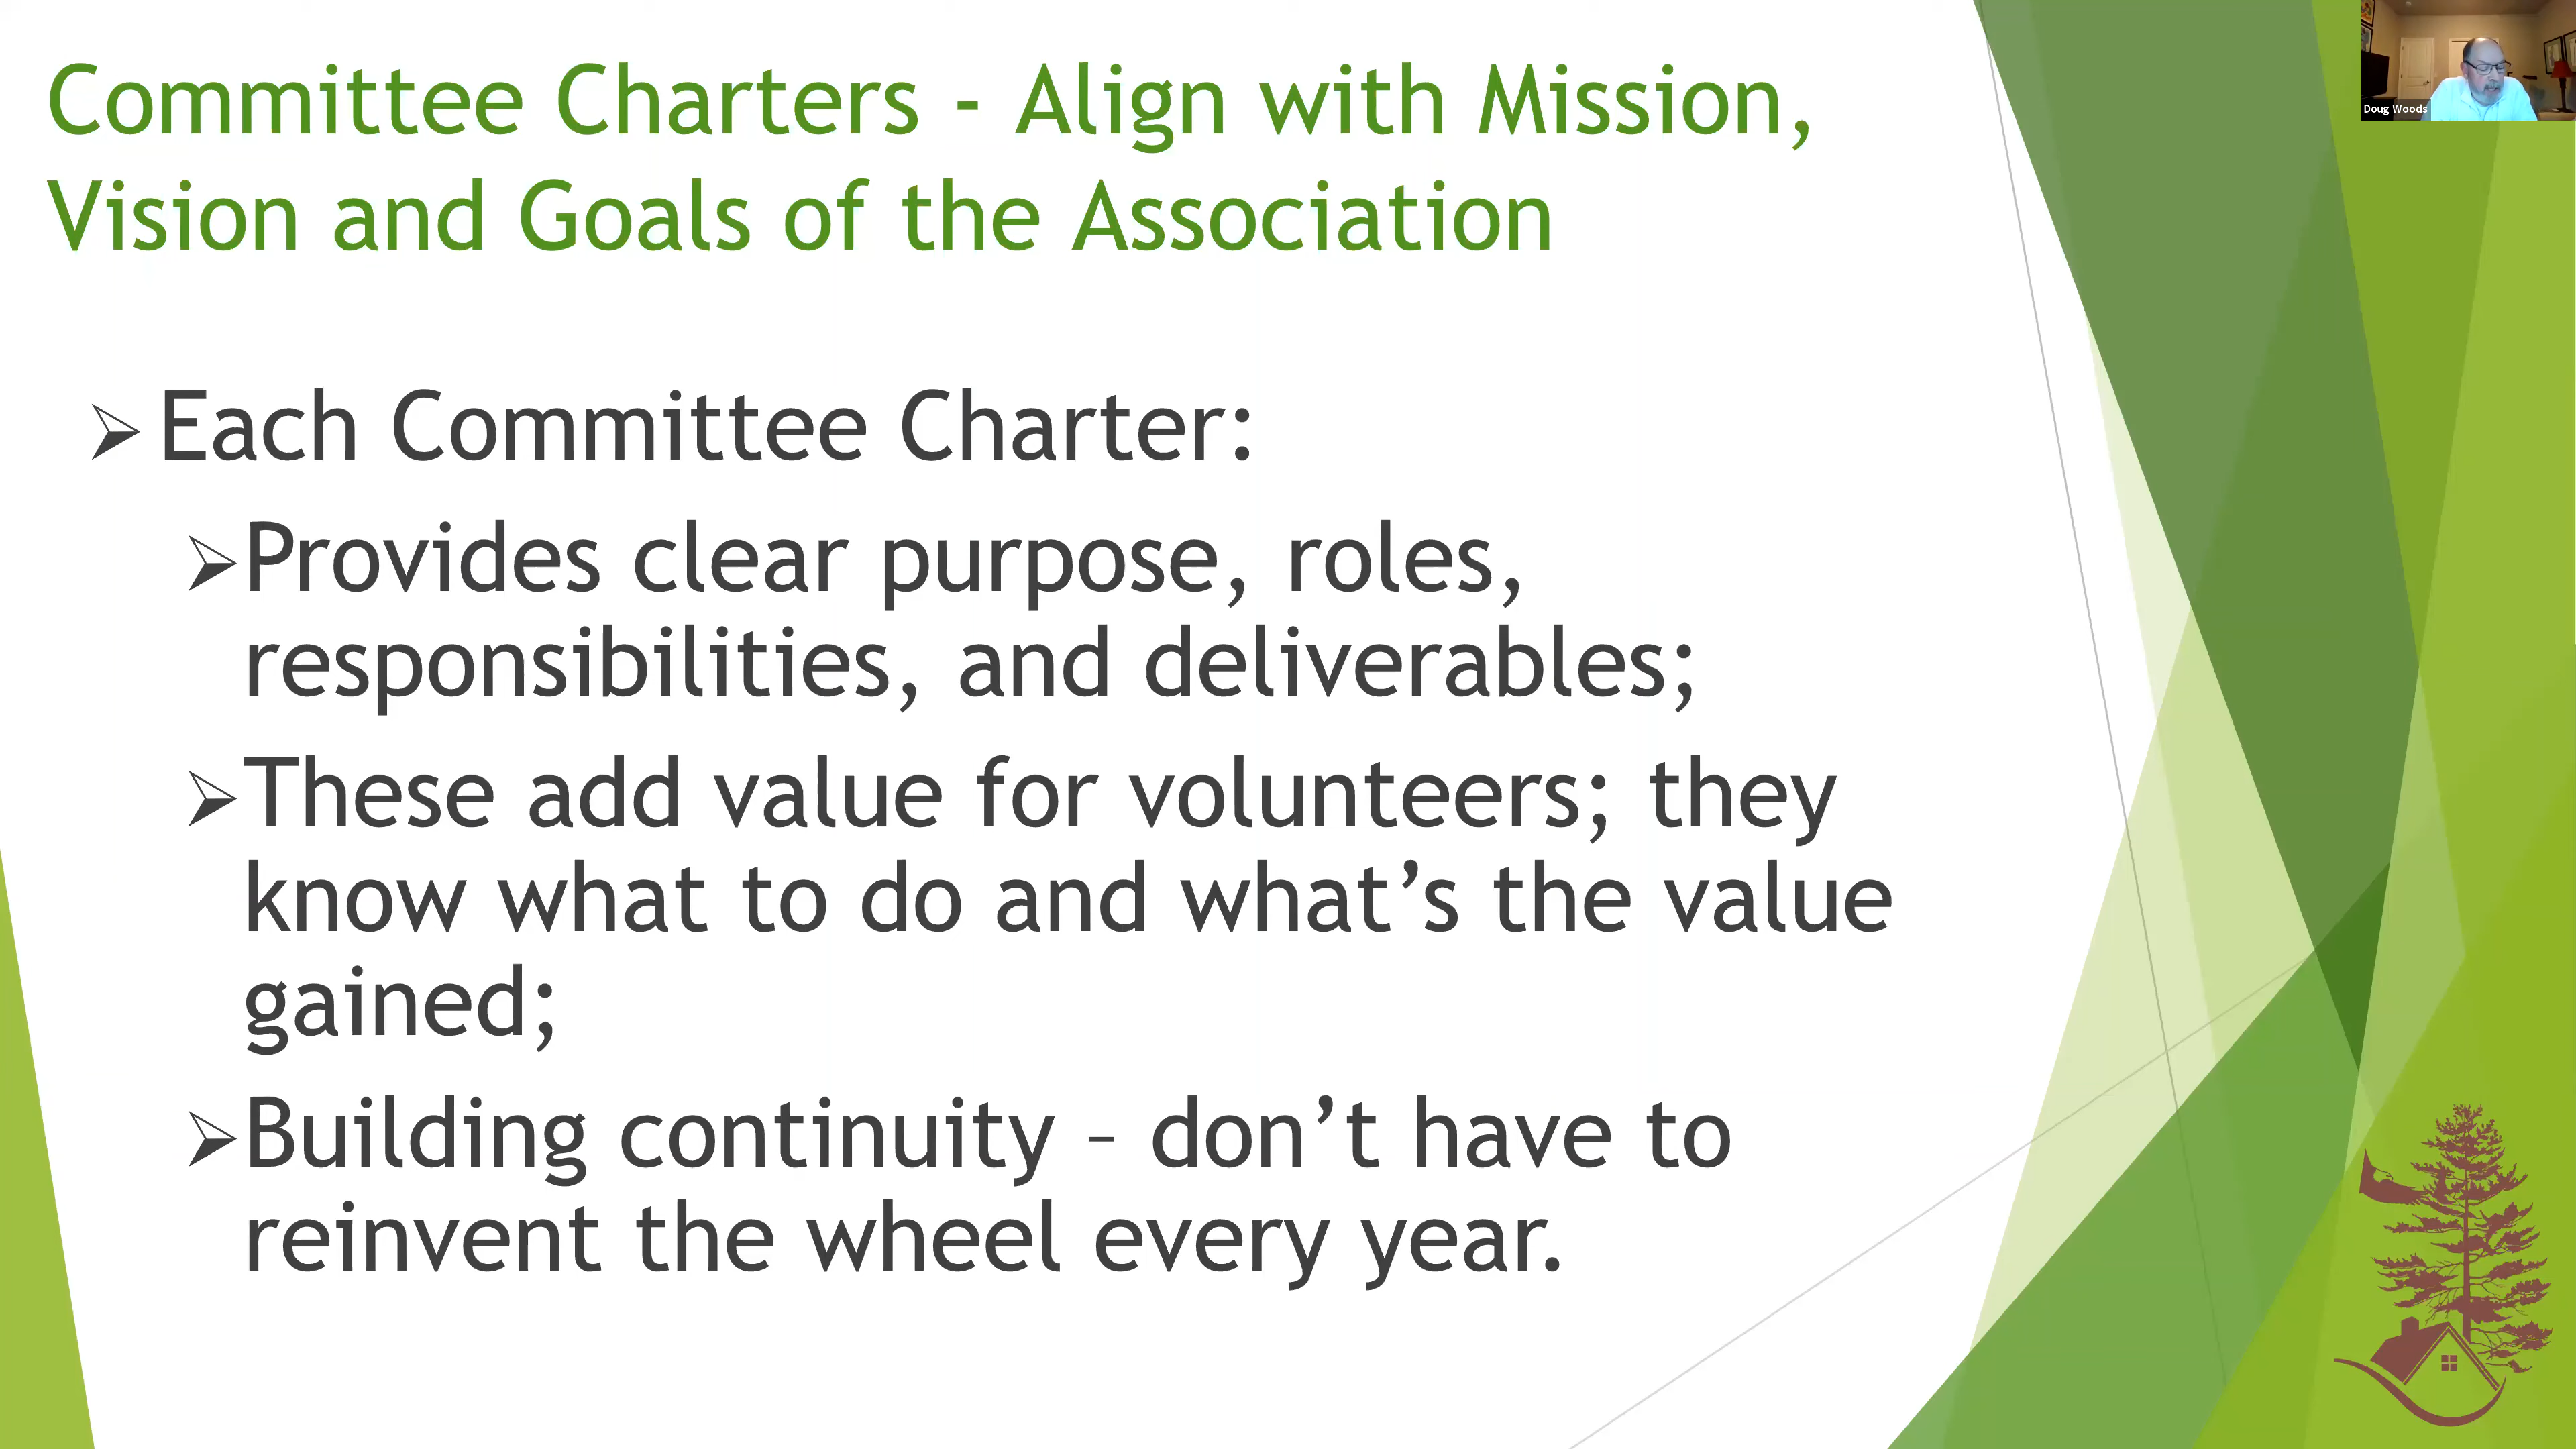 Committee Charters - Align with Mission,
Vision and Goals of the Association
Doug Woods
Each Committee Charter:
Provides clear purpose, roles,
responsibilities, and deliverables;
These add value for volunteers; they
know what to do and what’s the value
gained;
Building continuity – don’t have to
reinvent the wheel every year.